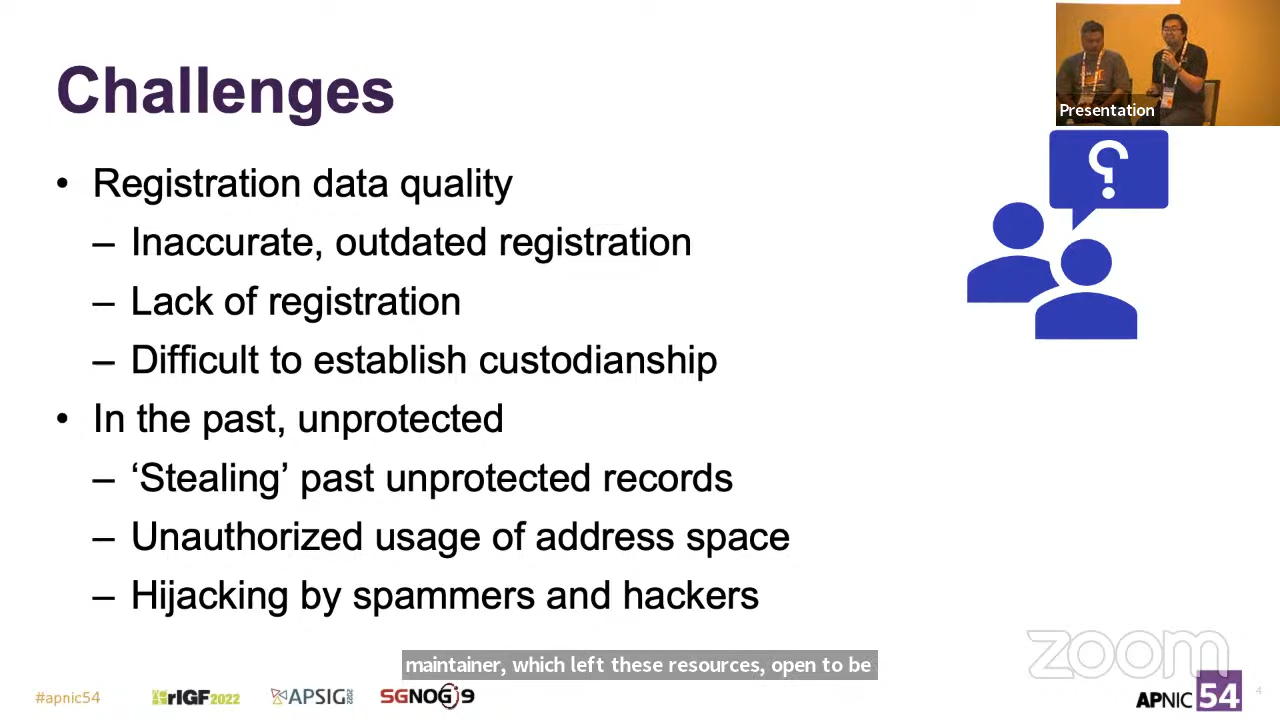 Challenges
Presentation
• Registration data quality
– Inaccurate, outdated registration
– Lack of registration
– Difficult to establish custodianship
• In the past, unprotected
– ‘Stealing’ past unprotected records
– Unauthorized usage of address space
– Hijacking by spammers and hackers
maintainer, which left these resources, open to be
zoom
#apnic54
rIGF2022
APSIG
SGNOG9
APNIC 54
4